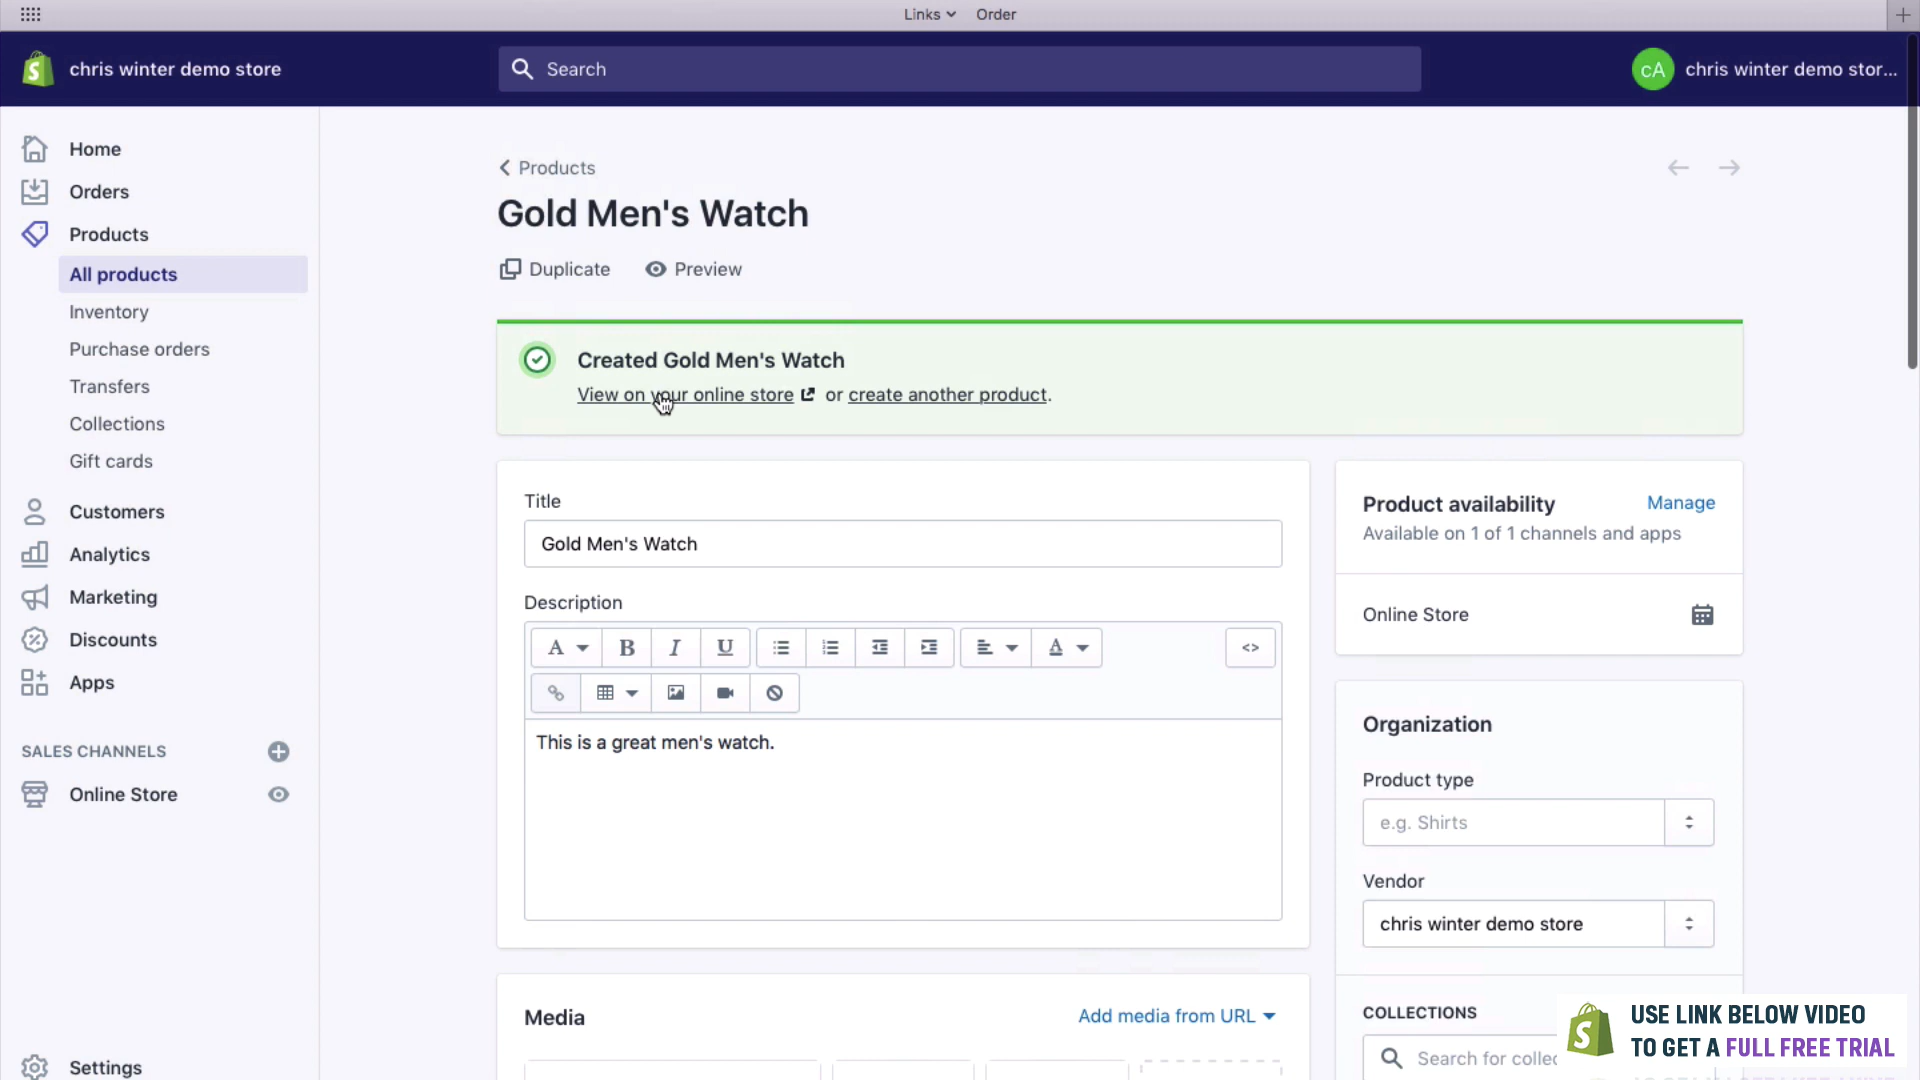 Links Order
chris winter demo store
Search
cA chris winter demo stor...
Home
Orders
Products
All products
Inventory
Purchase orders
Transfers
Collections
Gift cards
Customers
Analytics
Marketing
Discounts
Apps
SALES CHANNELS
Online Store
Settings
Products
Gold Men's Watch
Duplicate Preview
Created Gold Men's Watch
View on your online store or create another product.
Title
Gold Men's Watch
Description
A B I U A <>
This is a great men's watch.
Media Add media from URL
Product availability Manage
Available on 1 of 1 channels and apps
Online Store
Organization
Product type
e.g. Shirts
Vendor
chris winter demo store
COLLECTIONS
Search for collec
USE LINK BELOW VIDEO
TO GET A FULL FREE TRIAL